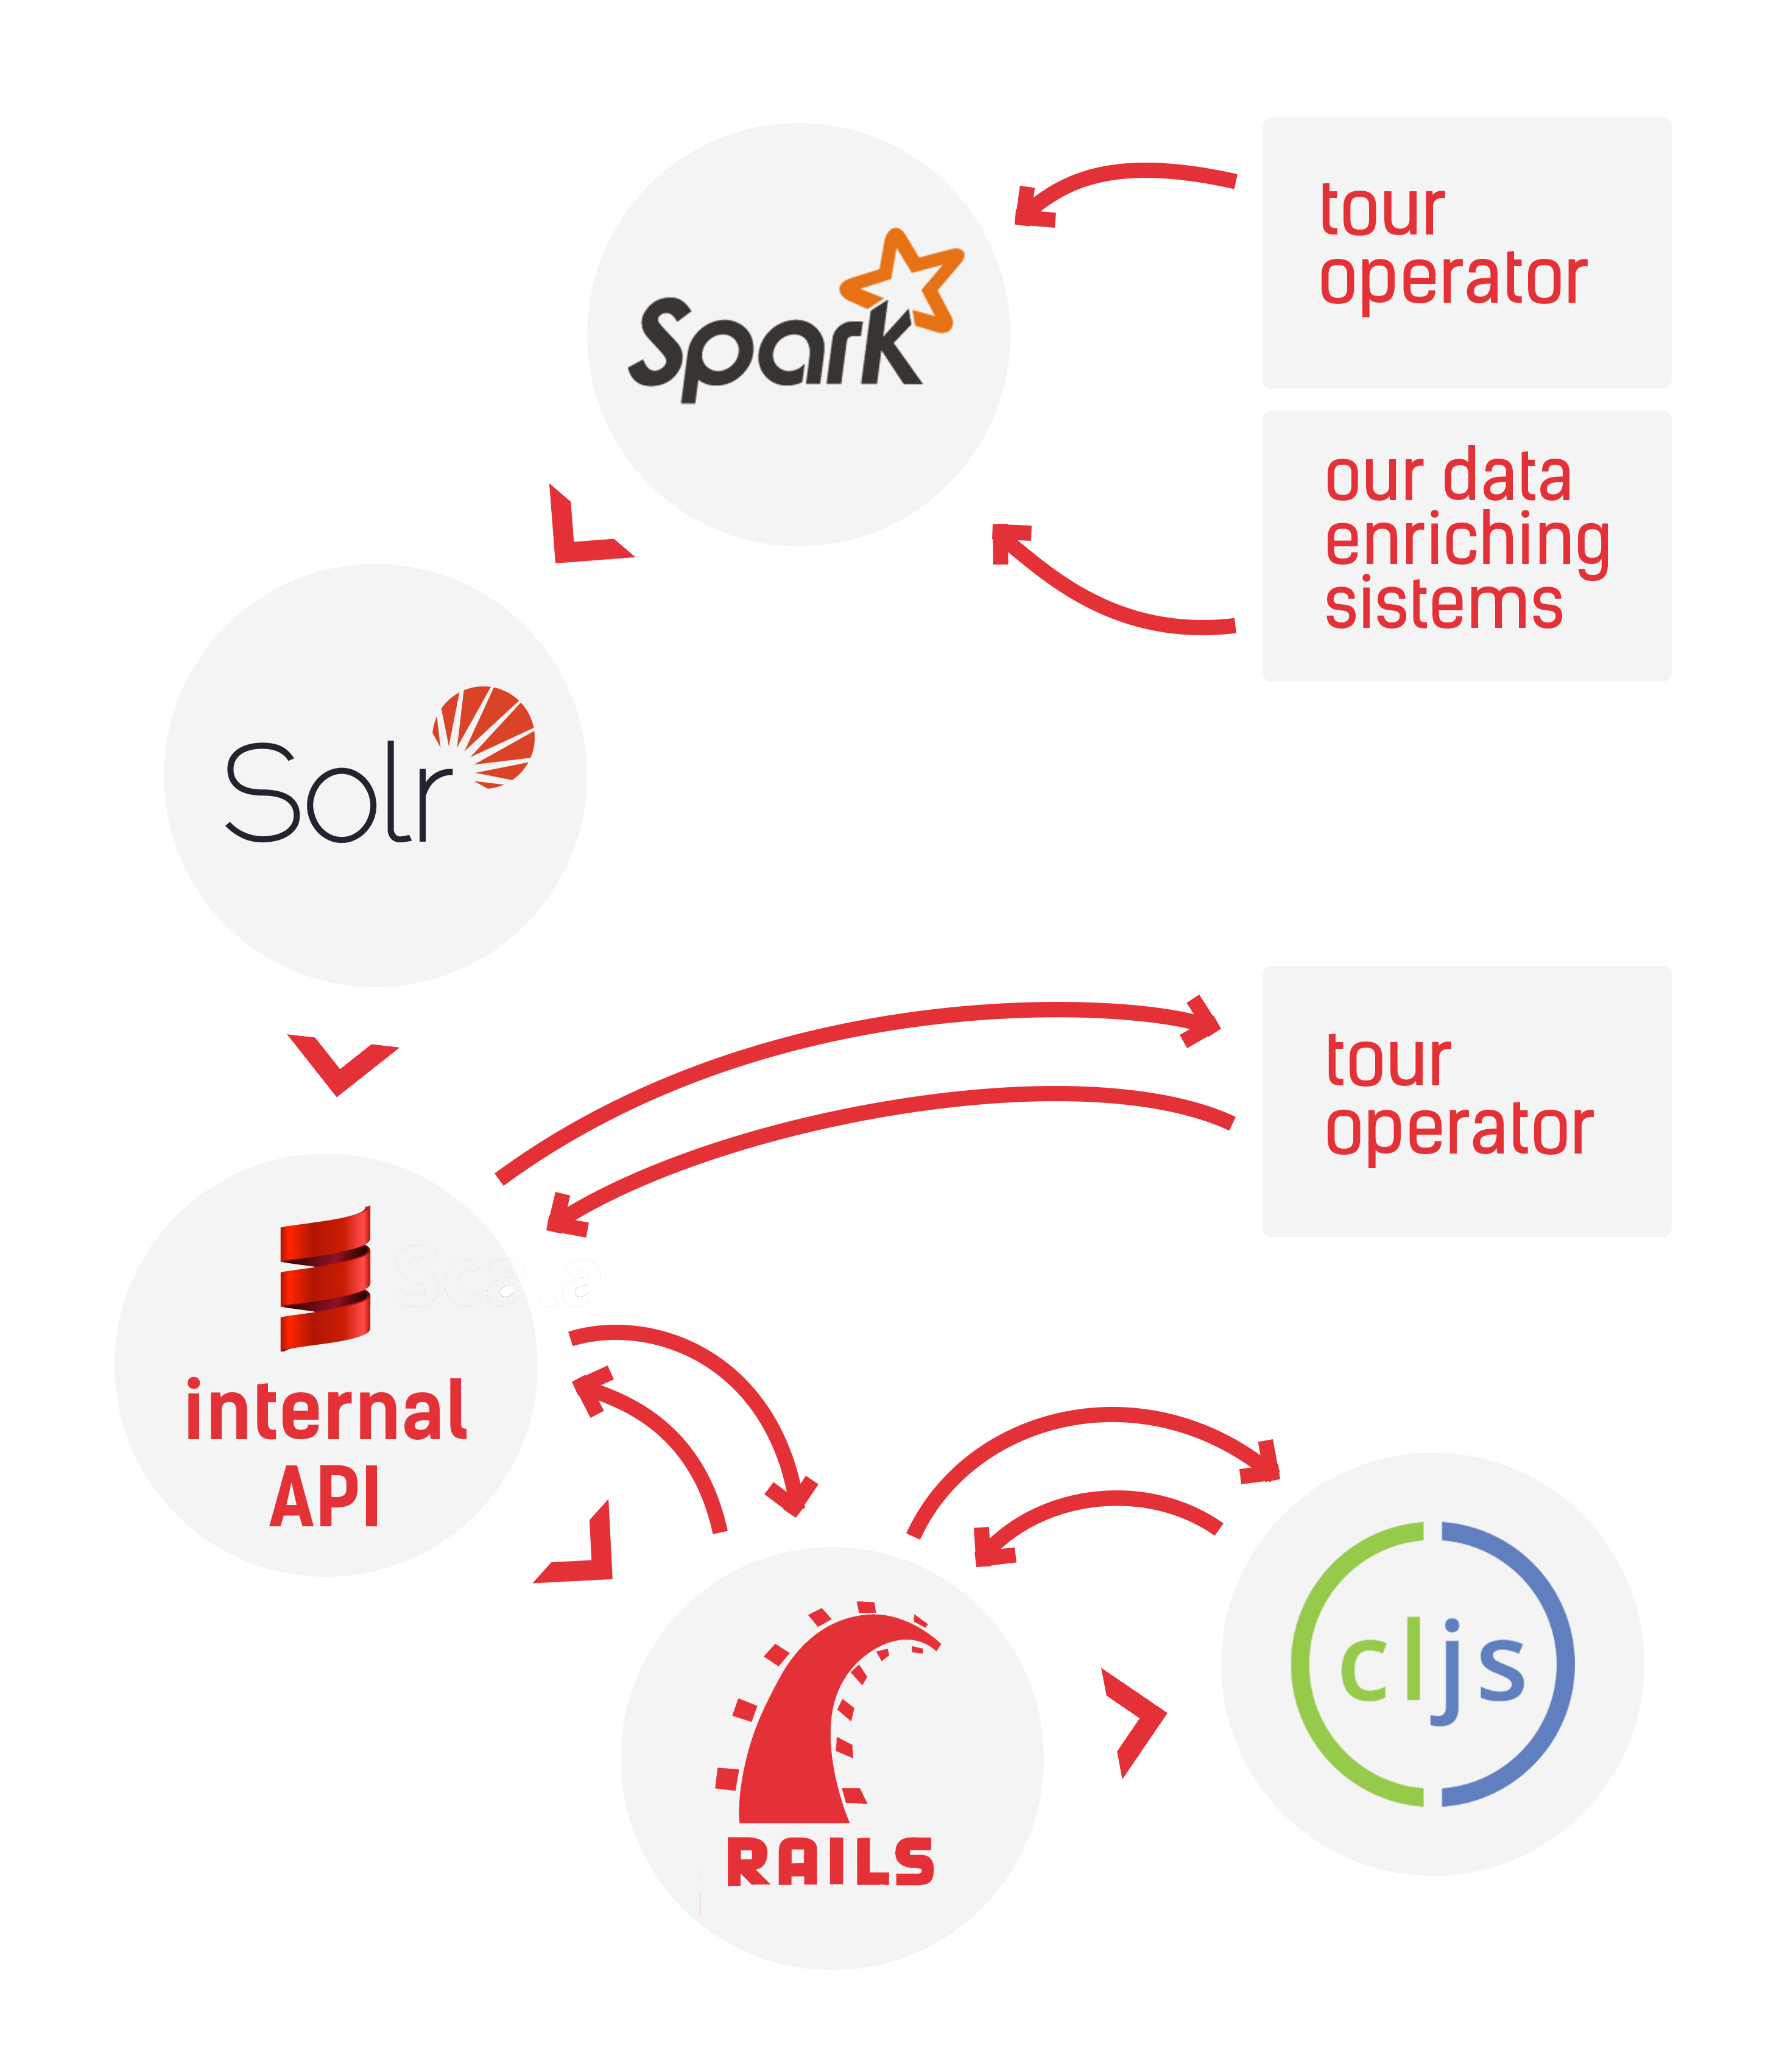 Spark
tour
operator
our data
enriching
sistems
Solr
tour
operator
Scala
internal
API
cljs
RAILS